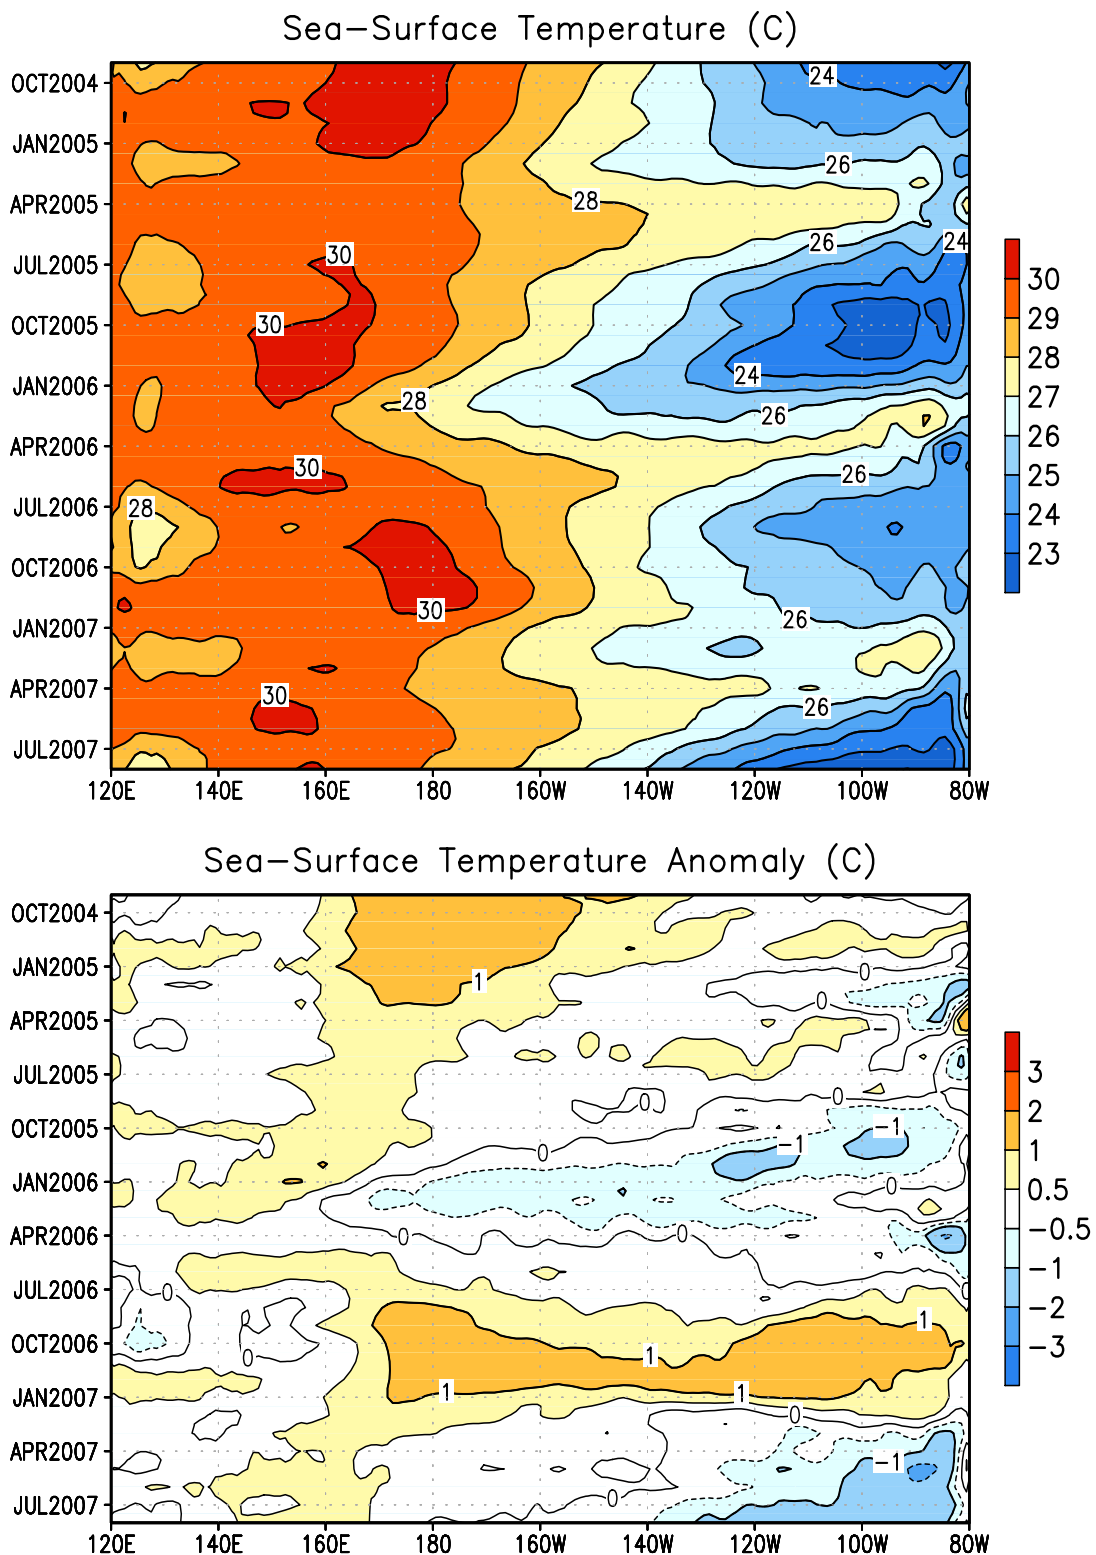 Sea-Surface Temperature (C)
OCT2004
JAN2005
APR2005
JUL2005
OCT2005
JAN2006
APR2006
JUL2006
OCT2006
JAN2007
APR2007
JUL2007
24
26
28
26
24
30
30
24
28
26
30
26
28
30
26
30
26
120E 140E 160E 180 160W 140W 120W 100W 80W
30
29
28
27
26
25
24
23
Sea-Surface Temperature Anomaly (C)
OCT2004
JAN2005
APR2005
JUL2005
OCT2005
JAN2006
APR2006
JUL2006
OCT2006
JAN2007
APR2007
JUL2007
0
1
0
0
0
-1
-1
0
0
0
0
0
0
1
1
0
1
1
0
-1
0
120E 140E 160E 180 160W 140W 120W 100W 80W
3
2
1
0.5
-0.5
-1
-2
-3